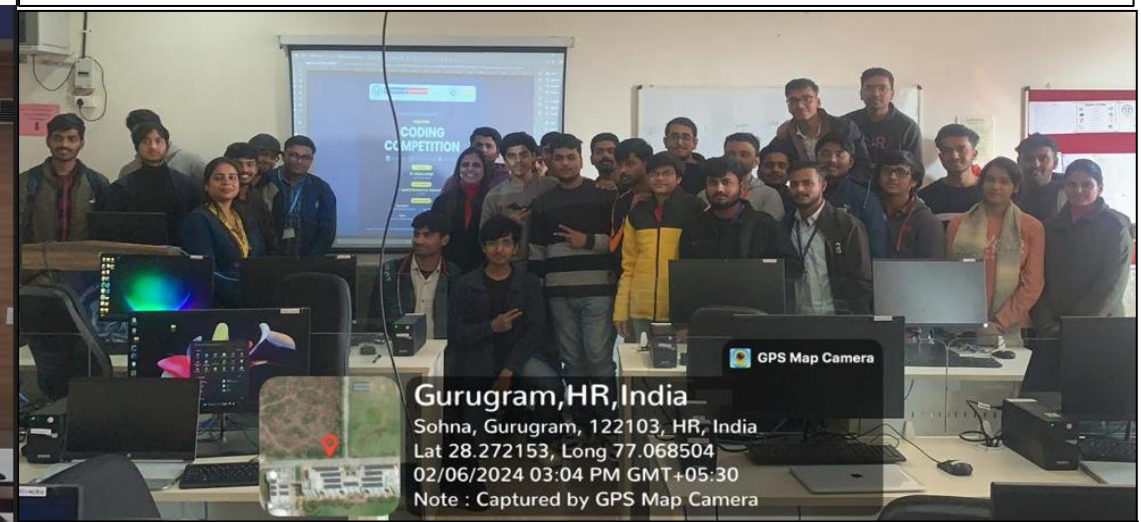 CODING
COMPETITION
GPS Map Camera
Gurugram,HR,India
Sohna, Gurugram, 122103, HR, India
Lat 28.272153, Long 77.068504
02/06/2024 03:04 PM GMT+05:30
Note : Captured by GPS Map Camera